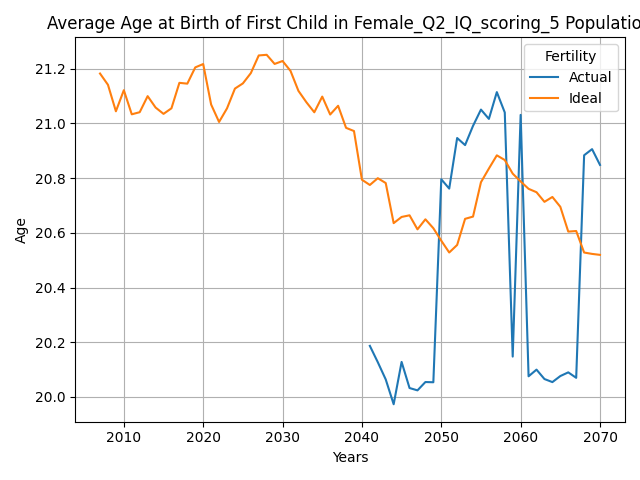 Average Age at Birth of First Child in Female_Q2_IQ_scoring_5 Populatio
Fertility
Actual
Ideal
21.2
21.0
20.8
20.6
20.4
20.2
20.0
Age
2010 2020 2030 2040 2050 2060 2070
Years